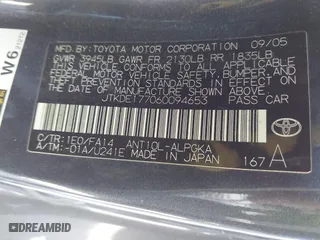 MFD. BY: TOYOTA MOTOR CORPORATION 09/05
GVWR 3945LB GAWR FR 2130LB RR 1835LB
THIS VEHICLE CONFORMS TO ALL APPLICABLE
FEDERAL MOTOR VEHICLE SAFETY, BUMPER, AND
THEFT PREVENTION STANDARDS IN EFFECT ON
THE DATE OF MANUFACTURE SHOWN ABOVE.
JTKDE177060094653
C/TR: 1E0/FA14 ANT10L-ALPGKA
A/TM: -01A/U241E MADE IN JAPAN
167 A
W6
© DREAMBID
DREAMBID.COM